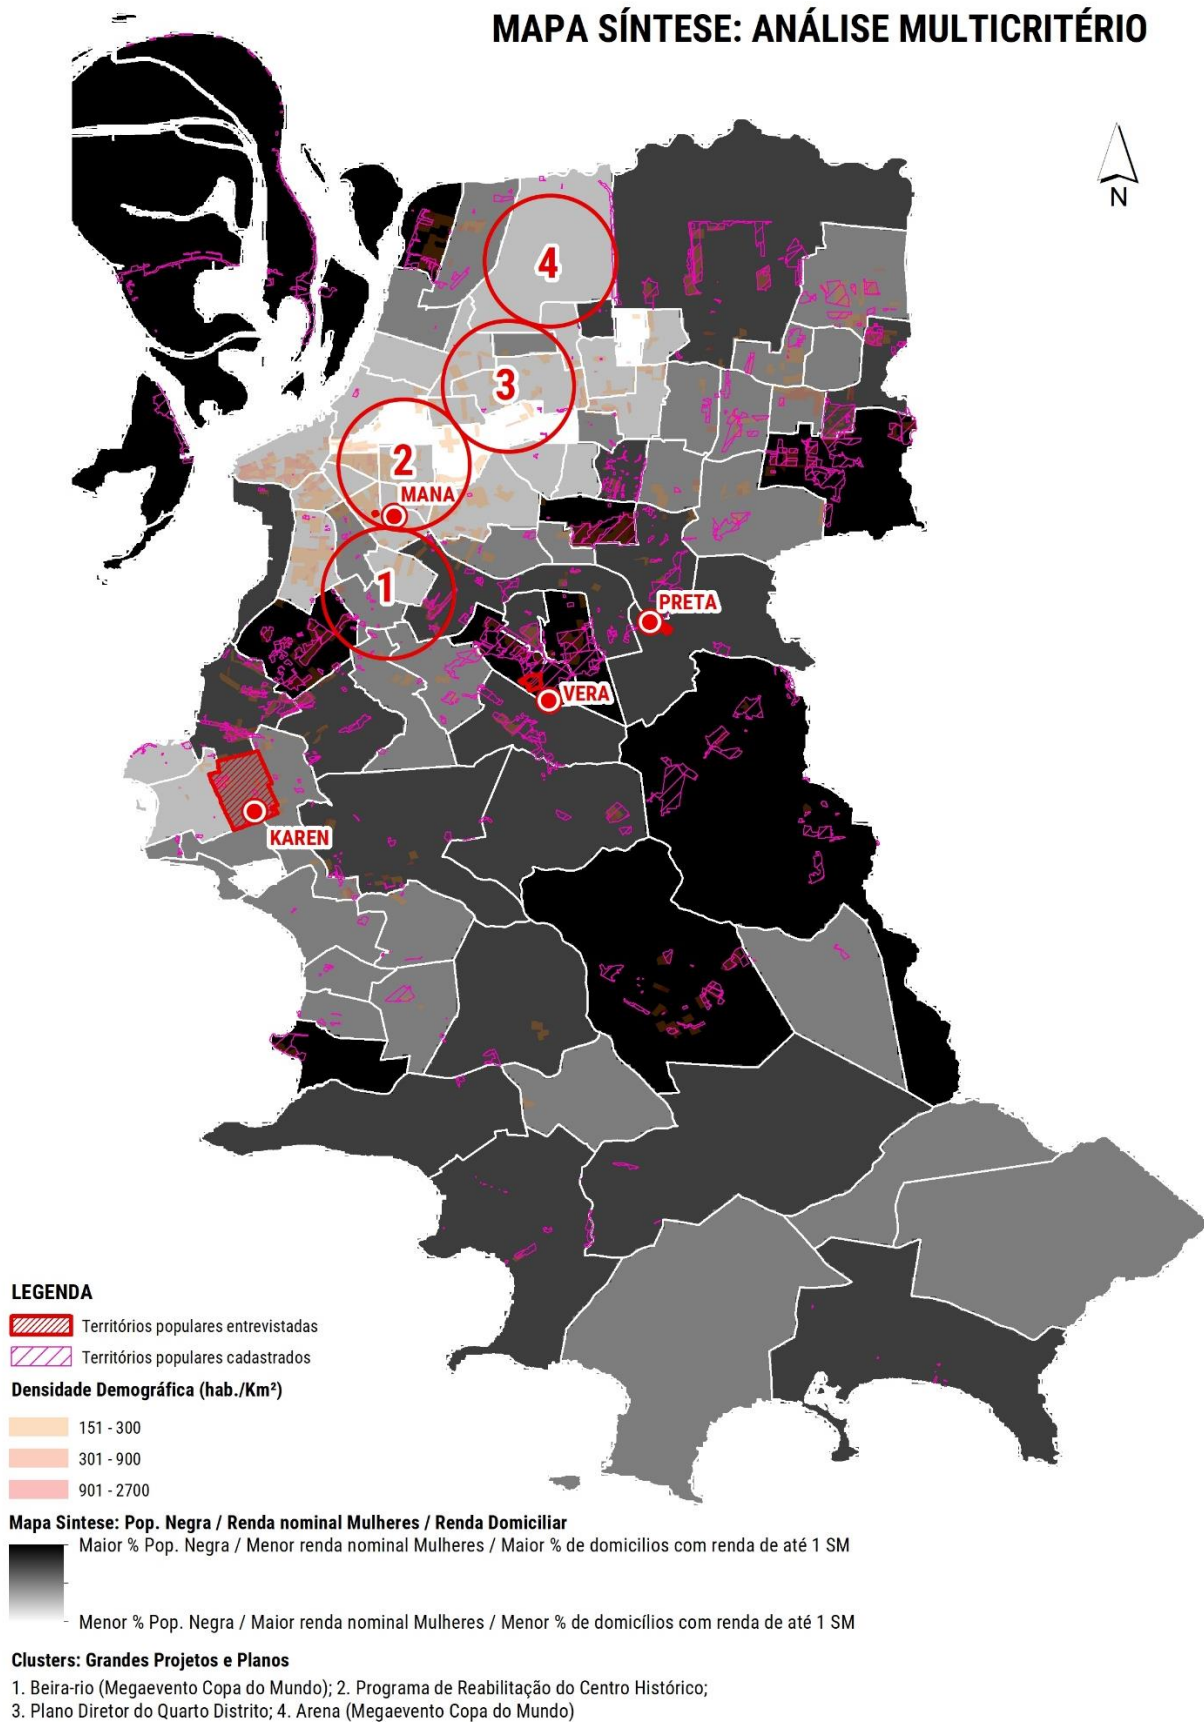 MAPA SÍNTESE: ANÁLISE MULTICRITÉRIO
N
4
3
2
MANA
1
PRETA
VERA
KAREN
LEGENDA
Territórios populares entrevistadas
Territórios populares cadastrados
Densidade Demográfica (hab./Km²)
151 - 300
301 - 900
901 - 2700
Mapa Sintese: Pop. Negra / Renda nominal Mulheres / Renda Domiciliar
Maior % Pop. Negra / Menor renda nominal Mulheres / Maior % de domicilios com renda de até 1 SM
Menor % Pop. Negra / Maior renda nominal Mulheres / Menor % de domicílios com renda de até 1 SM
Clusters: Grandes Projetos e Planos
1. Beira-rio (Megaevento Copa do Mundo); 2. Programa de Reabilitação do Centro Histórico;
3. Plano Diretor do Quarto Distrito; 4. Arena (Megaevento Copa do Mundo)